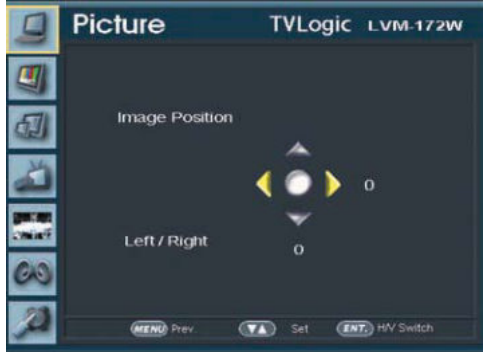 Picture TVLogic LVM-172W
Image Position
0
Left / Right
0
MENU Prev ▼▲ Set ENT. H/V Switch